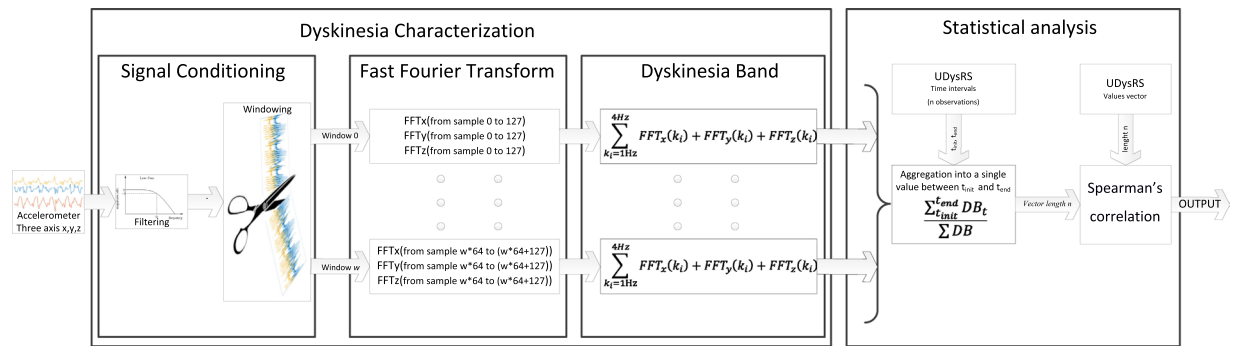 Dyskinesia Characterization
Statistical analysis
Signal Conditioning
Fast Fourier Transform
Dyskinesia Band
Accelerometer
Three axis x,y,z
Filtering
Windowing
Window 0
FFTx(from sample 0 to 127)
FFTy(from sample 0 to 127)
FFTz(from sample 0 to 127)
Window w
FFTx(from sample w*64 to (w*64+127))
FFTy(from sample w*64 to (w*64+127))
FFTz(from sample w*64 to (w*64+127))
4Hz
∑ FFTx(ki) + FFTy(ki) + FFTz(ki)
ki=1Hz
4Hz
∑ FFTx(ki) + FFTy(ki) + FFTz(ki)
ki=1Hz
UDysRS
Time intervals
(n observations)
tinit, tend
Aggregation into a single
value between tinit and tend
∑tinit tend DBt
∑ DB
Vector length n
UDysRS
Values vector
lenght n
Spearman's
correlation
OUTPUT